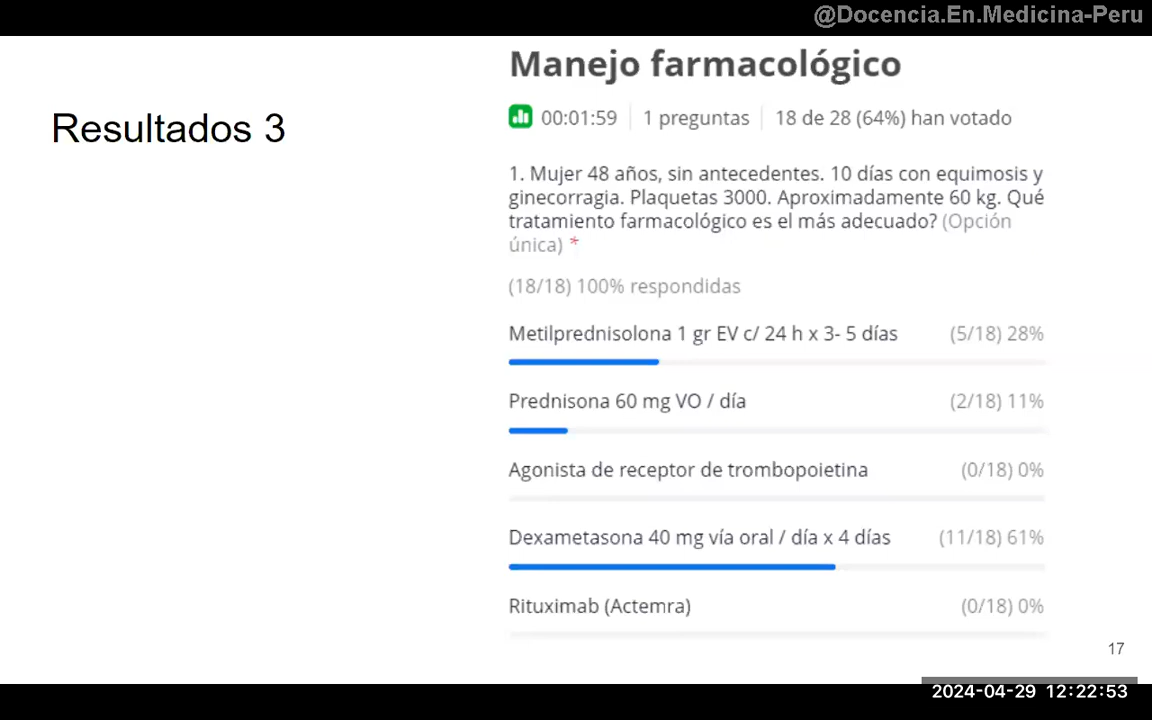 @Docencia.En.Medicina-Peru
Manejo farmacológico
Resultados 3
00:01:59 1 preguntas 18 de 28 (64%) han votado
1. Mujer 48 años, sin antecedentes. 10 días con equimosis y
ginecorragia. Plaquetas 3000. Aproximadamente 60 kg. Qué
tratamiento farmacológico es el más adecuado? (Opción
única) *
(18/18) 100% respondidas
Metilprednisolona 1 gr EV c/ 24 h x 3- 5 días (5/18) 28%
Prednisona 60 mg VO / día (2/18) 11%
Agonista de receptor de trombopoietina (0/18) 0%
Dexametasona 40 mg vía oral / día x 4 días (11/18) 61%
Rituximab (Actemra) (0/18) 0%
17
2024-04-29 12:22:53